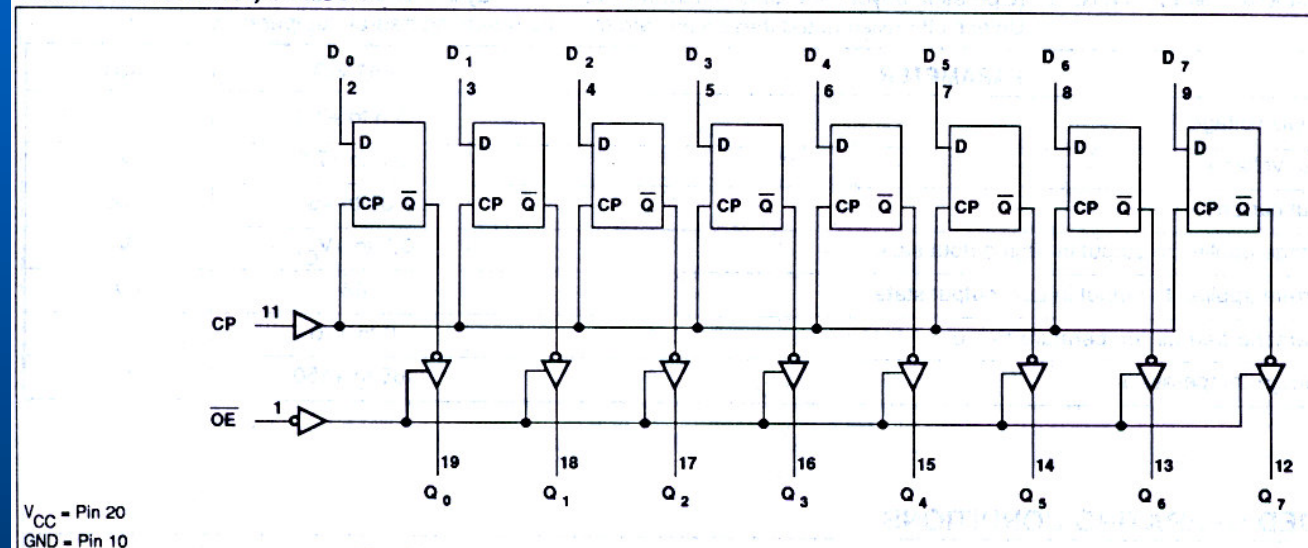 D0 D1 D2 D3 D4 D5 D6 D7
2 3 4 5 6 7 8 9
D D D D D D D D
CP Q̅ CP Q̅ CP Q̅ CP Q̅ CP Q̅ CP Q̅ CP Q̅ CP Q̅
CP 11
O̅E̅ 1
19 18 17 16 15 14 13 12
Q0 Q1 Q2 Q3 Q4 Q5 Q6 Q7
VCC = Pin 20
GND = Pin 10